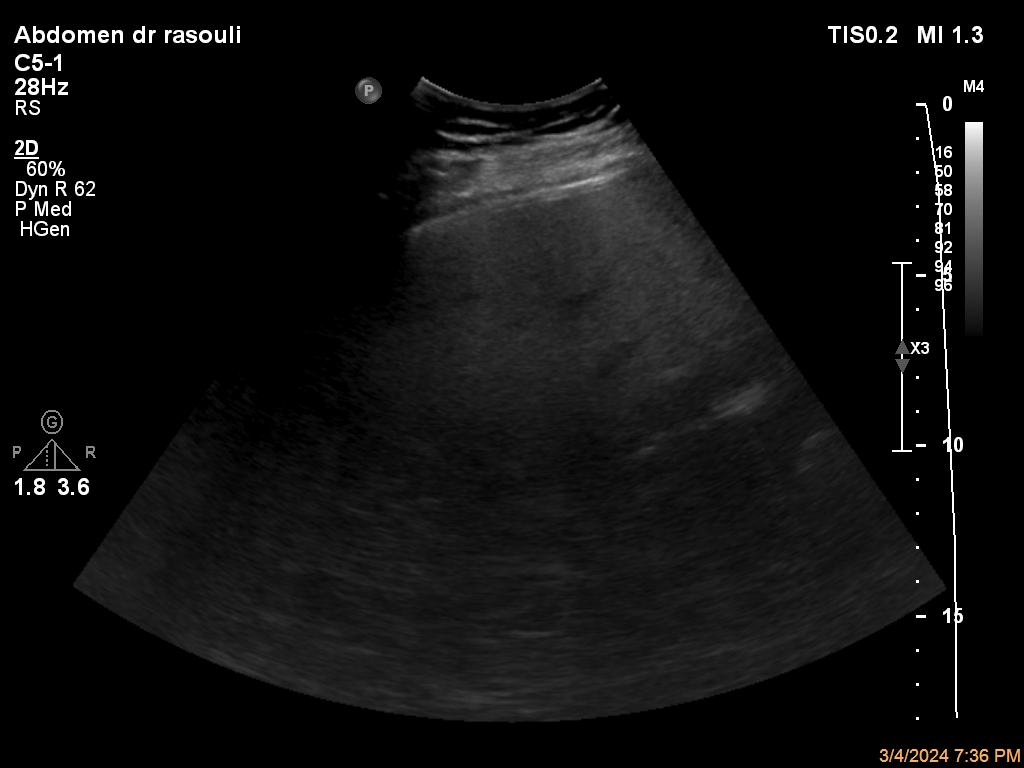 Abdomen dr rasouli
TIS0.2 MI 1.3
C5-1
28Hz
RS
2D
60%
Dyn R 62
P Med
HGen
P
M4
0
16
50
58
70
81
92
94
5
96
X3
10
15
G
P R
1.8 3.6
3/4/2024 7:36 PM